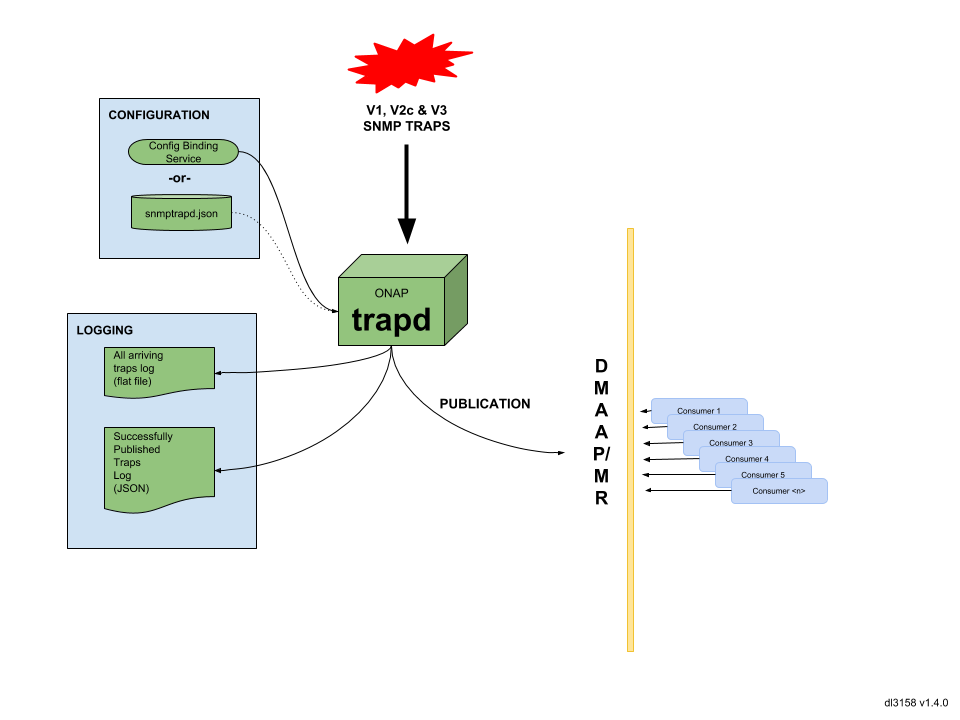 V1, V2c & V3
SNMP TRAPS
CONFIGURATION
Config Binding
Service
-or-
snmptrapd.json
ONAP
trapd
LOGGING
All arriving
traps log
(flat file)
Successfully
Published
Traps
Log
(JSON)
PUBLICATION
D
M
A
A
P/
M
R
Consumer 1
Consumer 2
Consumer 3
Consumer 4
Consumer 5
Consumer <n>
dl3158 v1.4.0